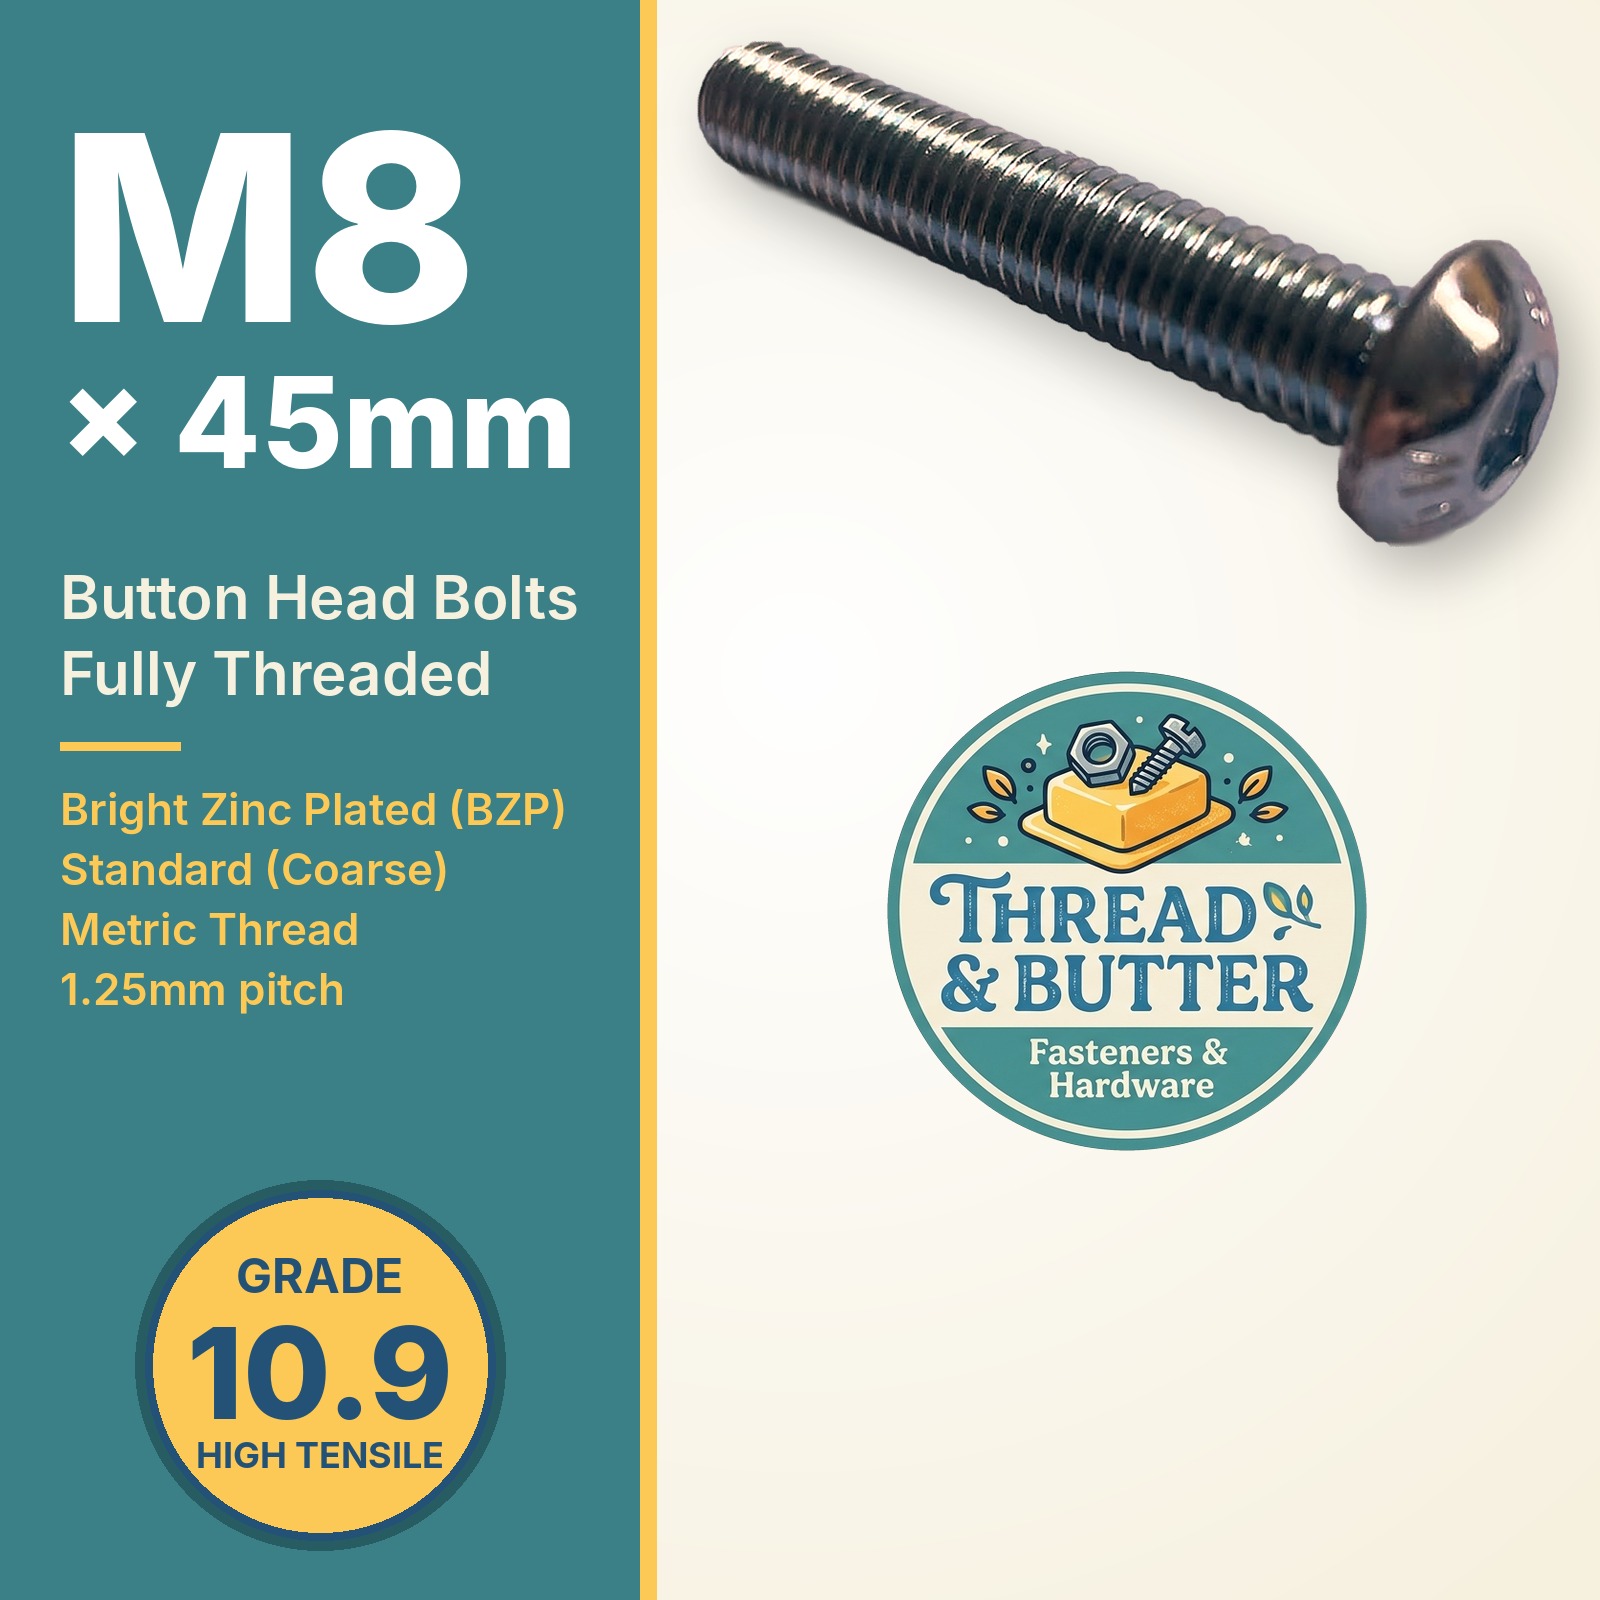 M8
× 45mm
Button Head Bolts
Fully Threaded
Bright Zinc Plated (BZP)
Standard (Coarse)
Metric Thread
1.25mm pitch
GRADE
10.9
HIGH TENSILE
THREAD
& BUTTER
Fasteners &
Hardware